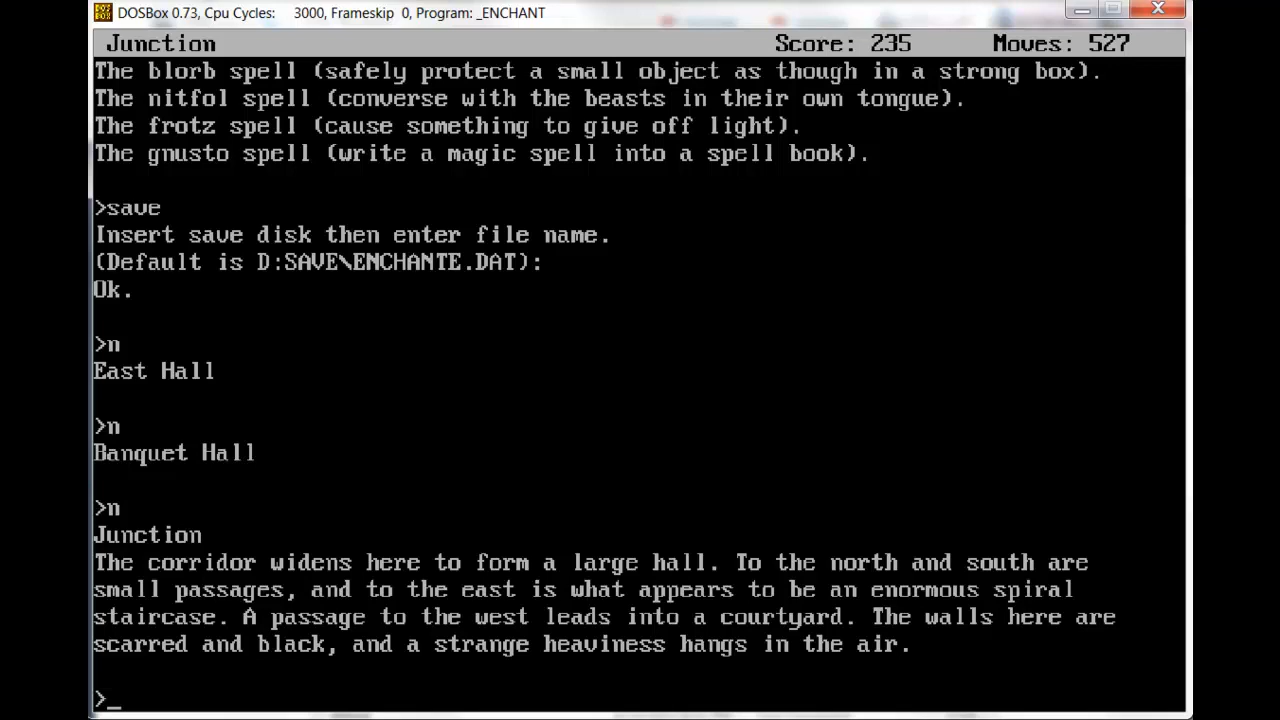 DOSBox 0.73, Cpu Cycles: 3000, Frameskip 0, Program: _ENCHANT
Junction Score: 235 Moves: 527
The blorb spell (safely protect a small object as though in a strong box).
The nitfol spell (converse with the beasts in their own tongue).
The frotz spell (cause something to give off light).
The gnusto spell (write a magic spell into a spell book).
>save
Insert save disk then enter file name.
(Default is D:SAVE\ENCHANTE.DAT):
Ok.
>n
East Hall
>n
Banquet Hall
>n
Junction
The corridor widens here to form a large hall. To the north and south are
small passages, and to the east is what appears to be an enormous spiral
staircase. A passage to the west leads into a courtyard. The walls here are
scarred and black, and a strange heaviness hangs in the air.
>_